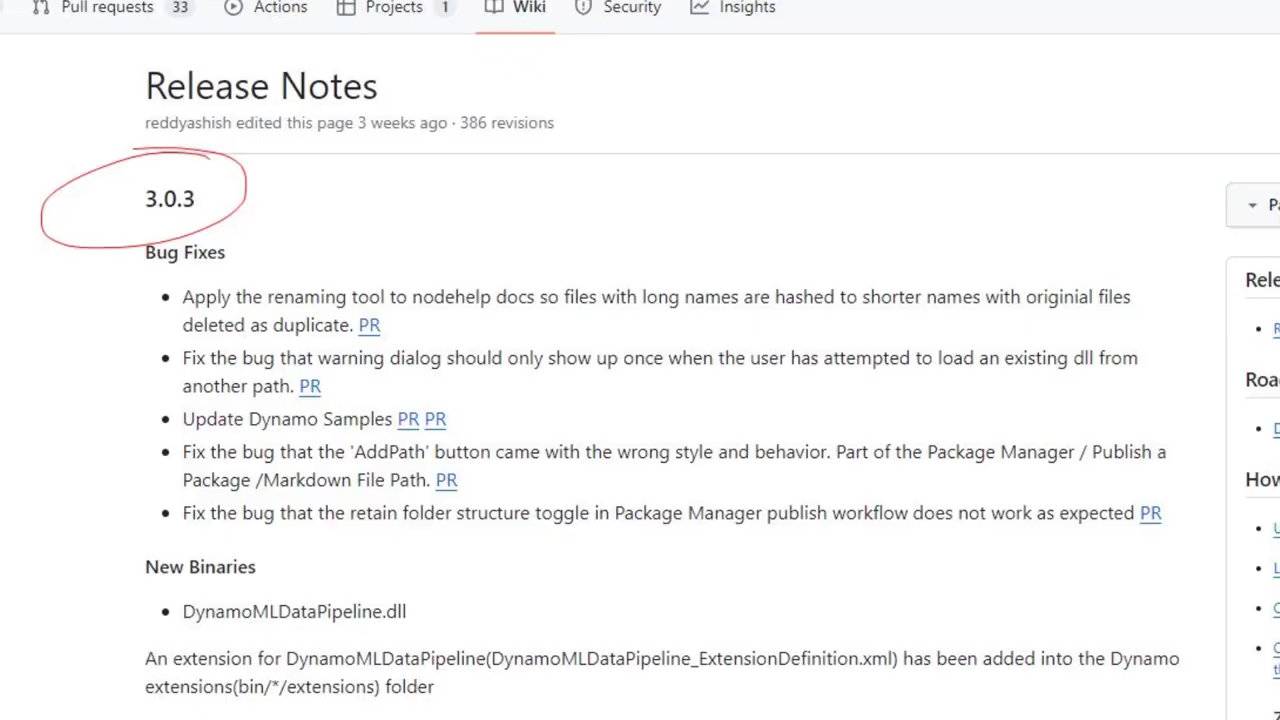 Pull requests 33 Actions Projects 1 Wiki Security Insights
Release Notes
reddyashish edited this page 3 weeks ago · 386 revisions
3.0.3
Bug Fixes
• Apply the renaming tool to nodehelp docs so files with long names are hashed to shorter names with originial files
deleted as duplicate. PR
• Fix the bug that warning dialog should only show up once when the user has attempted to load an existing dll from
another path. PR
• Update Dynamo Samples PR PR
• Fix the bug that the 'AddPath' button came with the wrong style and behavior. Part of the Package Manager / Publish a
Package /Markdown File Path. PR
• Fix the bug that the retain folder structure toggle in Package Manager publish workflow does not work as expected PR
New Binaries
• DynamoMLDataPipeline.dll
An extension for DynamoMLDataPipeline(DynamoMLDataPipeline_ExtensionDefinition.xml) has been added into the Dynamo
extensions(bin/*/extensions) folder